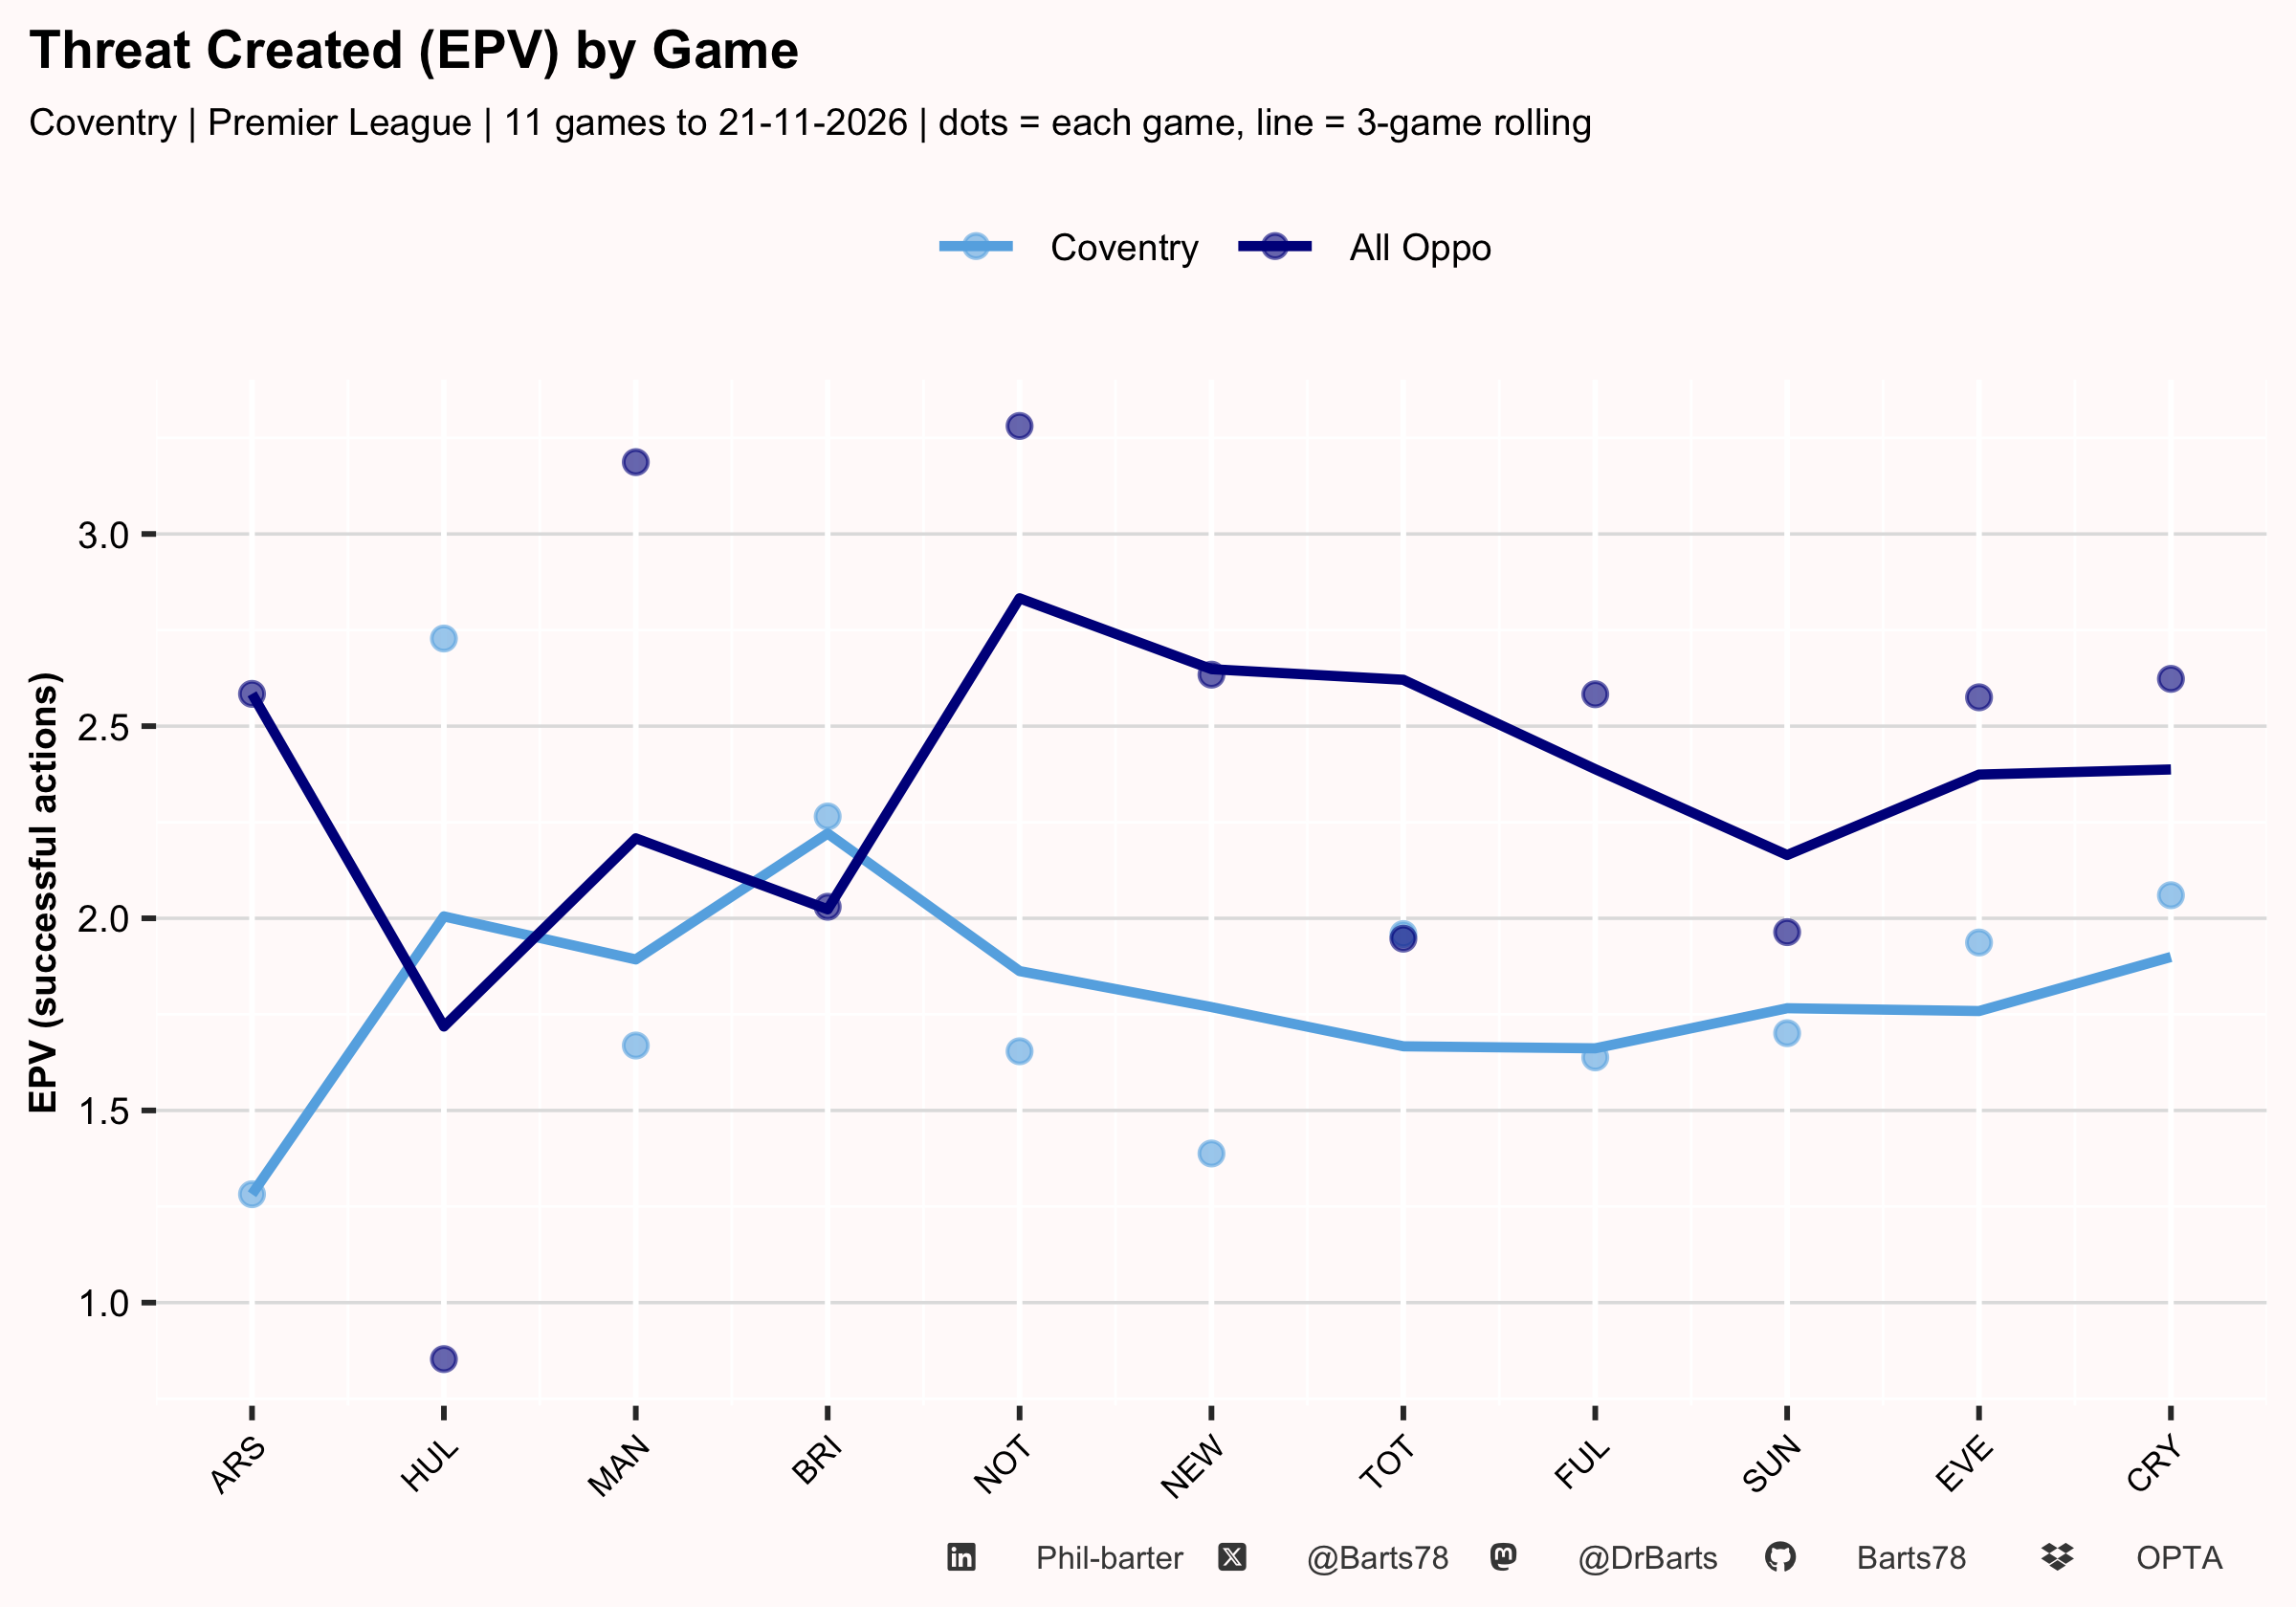 Threat Created (EPV) by Game
Coventry | Premier League | 11 games to 21-11-2026 | dots = each game, line = 3-game rolling
Coventry All Oppo
EPV (successful actions)
3.0
2.5
2.0
1.5
1.0
ARS HUL MAN BRI NOT NEW TOT FUL SUN EVE CRY
Phil-barter @Barts78 @DrBarts Barts78 OPTA